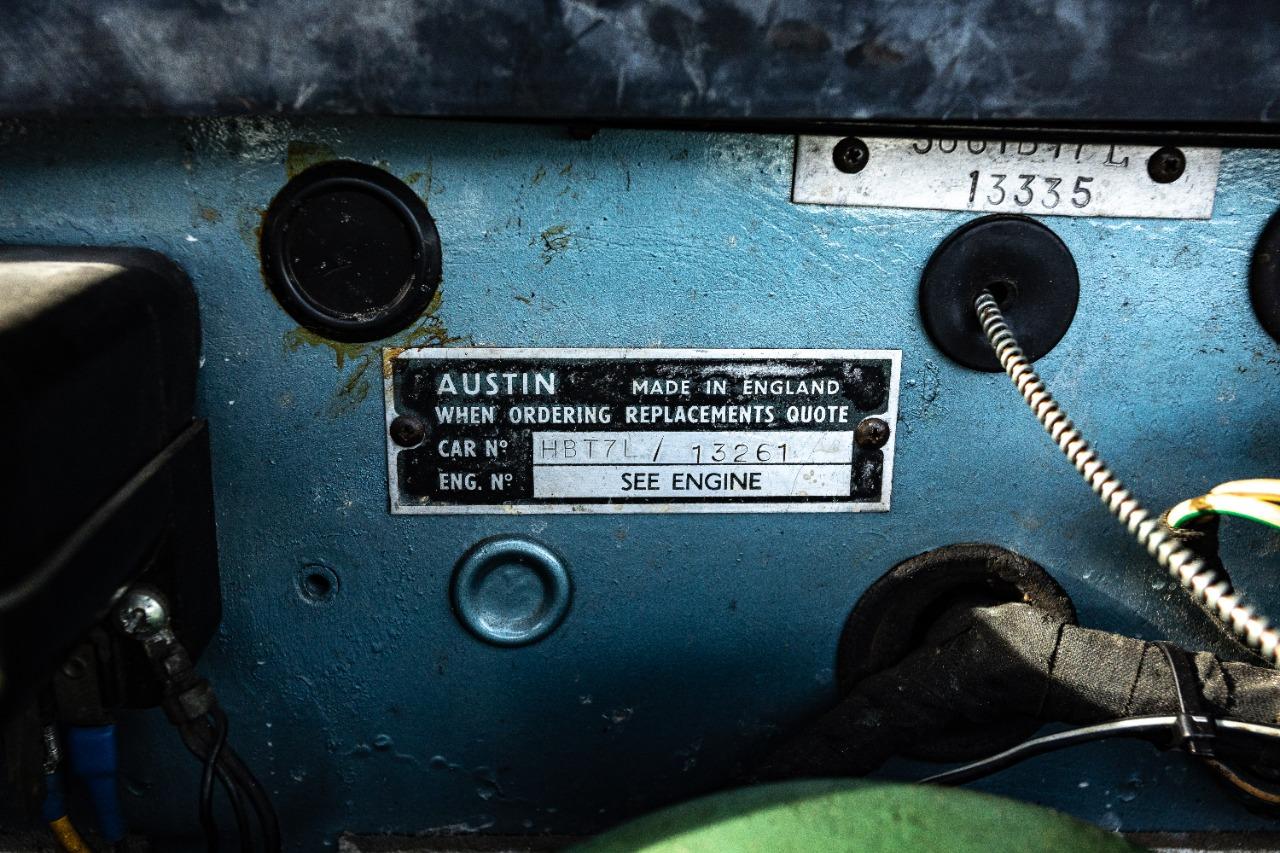 13335
AUSTIN MADE IN ENGLAND
WHEN ORDERING REPLACEMENTS QUOTE
CAR Nº HBT7L / 13261
ENG. Nº SEE ENGINE